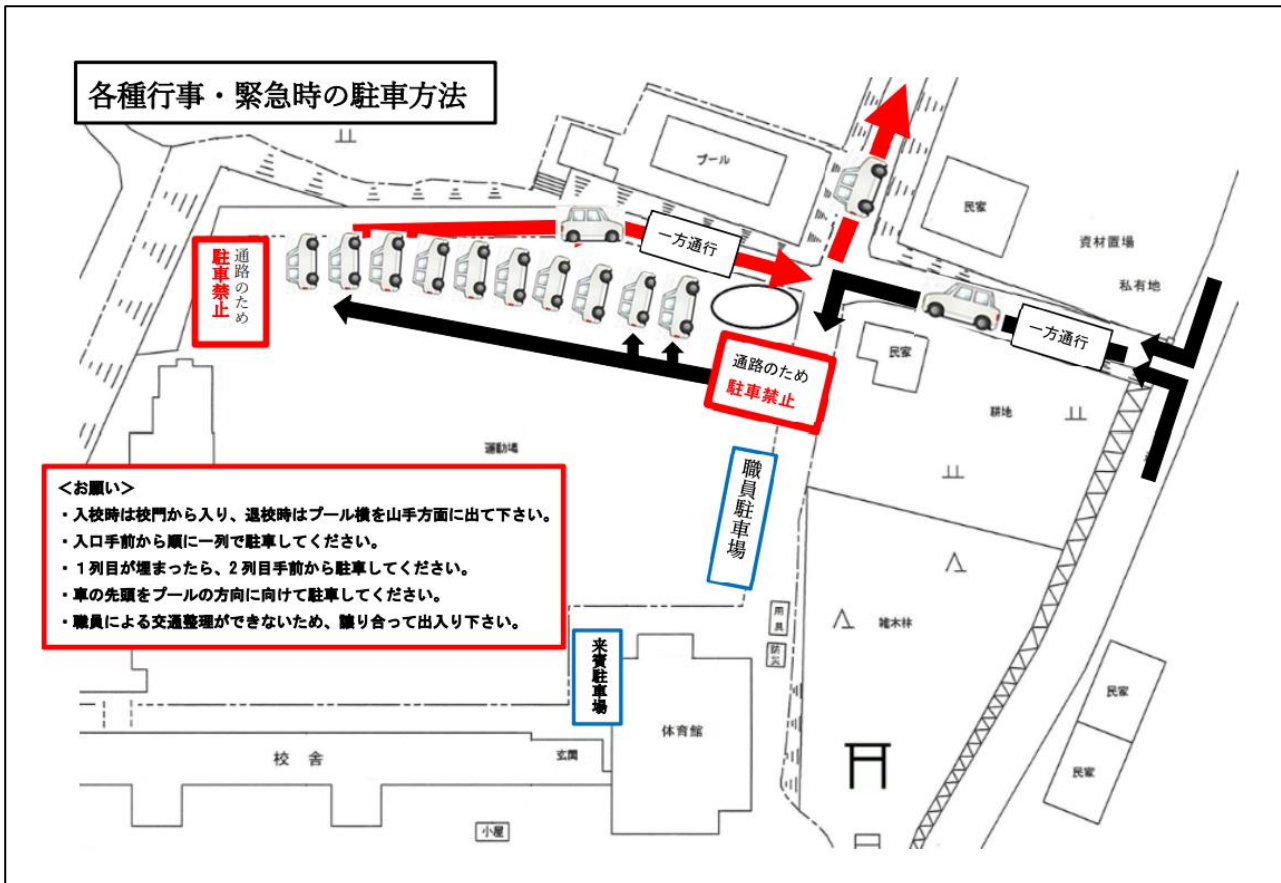 各種行事・緊急時の駐車方法
プール
民家
資材置場
私有地
一方通行
通路のため
駐車禁止
一方通行
民家
通路のため
駐車禁止
耕地
運動場
職員駐車場
<お願い>
・入校時は校門から入り、退校時はプール横を山手方面に出て下さい。
・入口手前から順に一列で駐車してください。
・1列目が埋まったら、2列目手前から駐車してください。
・車の先頭をプールの方向に向けて駐車してください。
・職員による交通整理ができないため、譲り合って出入り下さい。
用具
防災
雑木林
来賓駐車場
体育館
民家
民家
校舎
玄関
小屋